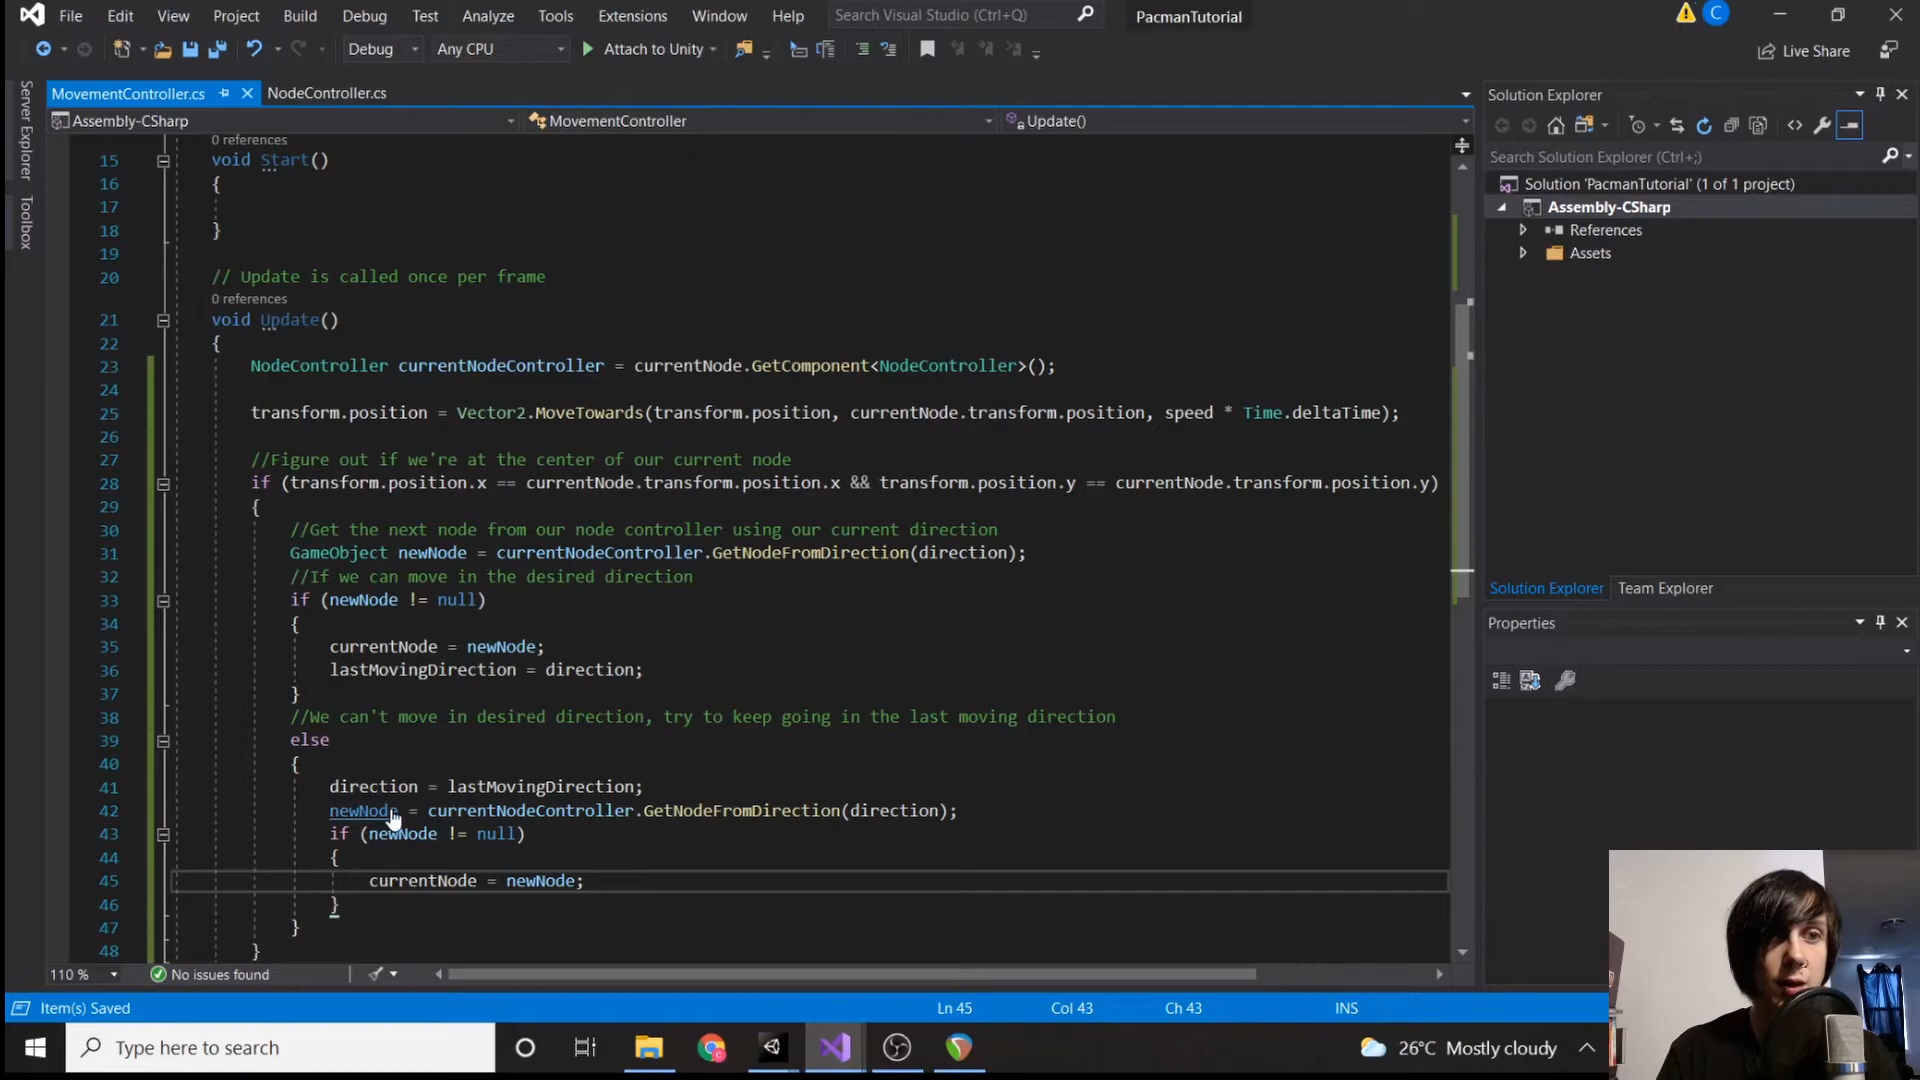 File Edit View Project Build Debug Test Analyze Tools Extensions Window Help Search Visual Studio (Ctrl+Q) PacmanTutorial C
Debug Any CPU Attach to Unity Live Share
Server Explorer
Toolbox
MovementController.cs NodeController.cs
Assembly-CSharp MovementController Update()
0 references
15 void Start()
16 {
17
18 }
19
20 // Update is called once per frame
0 references
21 void Update()
22 {
23 NodeController currentNodeController = currentNode.GetComponent<NodeController>();
24
25 transform.position = Vector2.MoveTowards(transform.position, currentNode.transform.position, speed * Time.deltaTime);
26
27 //Figure out if we're at the center of our current node
28 if (transform.position.x == currentNode.transform.position.x && transform.position.y == currentNode.transform.position.y)
29 {
30 //Get the next node from our node controller using our current direction
31 GameObject newNode = currentNodeController.GetNodeFromDirection(direction);
32 //If we can move in the desired direction
33 if (newNode != null)
34 {
35 currentNode = newNode;
36 lastMovingDirection = direction;
37 }
38 //We can't move in desired direction, try to keep going in the last moving direction
39 else
40 {
41 direction = lastMovingDirection;
42 newNode = currentNodeController.GetNodeFromDirection(direction);
43 if (newNode != null)
44 {
45 currentNode = newNode;
46 }
47 }
48 }
110 % No issues found
Solution Explorer
Search Solution Explorer (Ctrl+;)
Solution 'PacmanTutorial' (1 of 1 project)
Assembly-CSharp
References
Assets
Solution Explorer Team Explorer
Properties
Item(s) Saved Ln 45 Col 43 Ch 43 INS
Type here to search 26°C Mostly cloudy